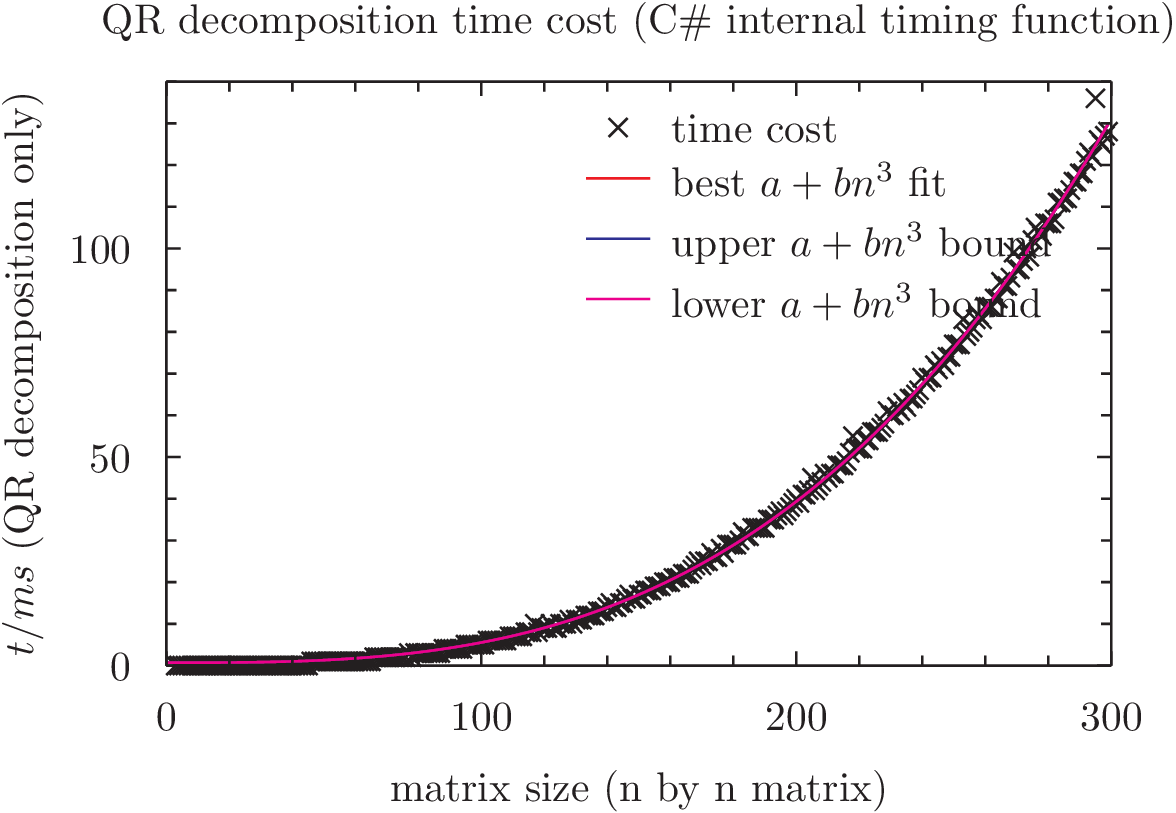 QR decomposition time cost (C# internal timing function)
t/ms (QR decomposition only)
time cost
best a + bn³ fit
upper a + bn³ bound
lower a + bn³ bound
100
50
0
0 100 200 300
matrix size (n by n matrix)